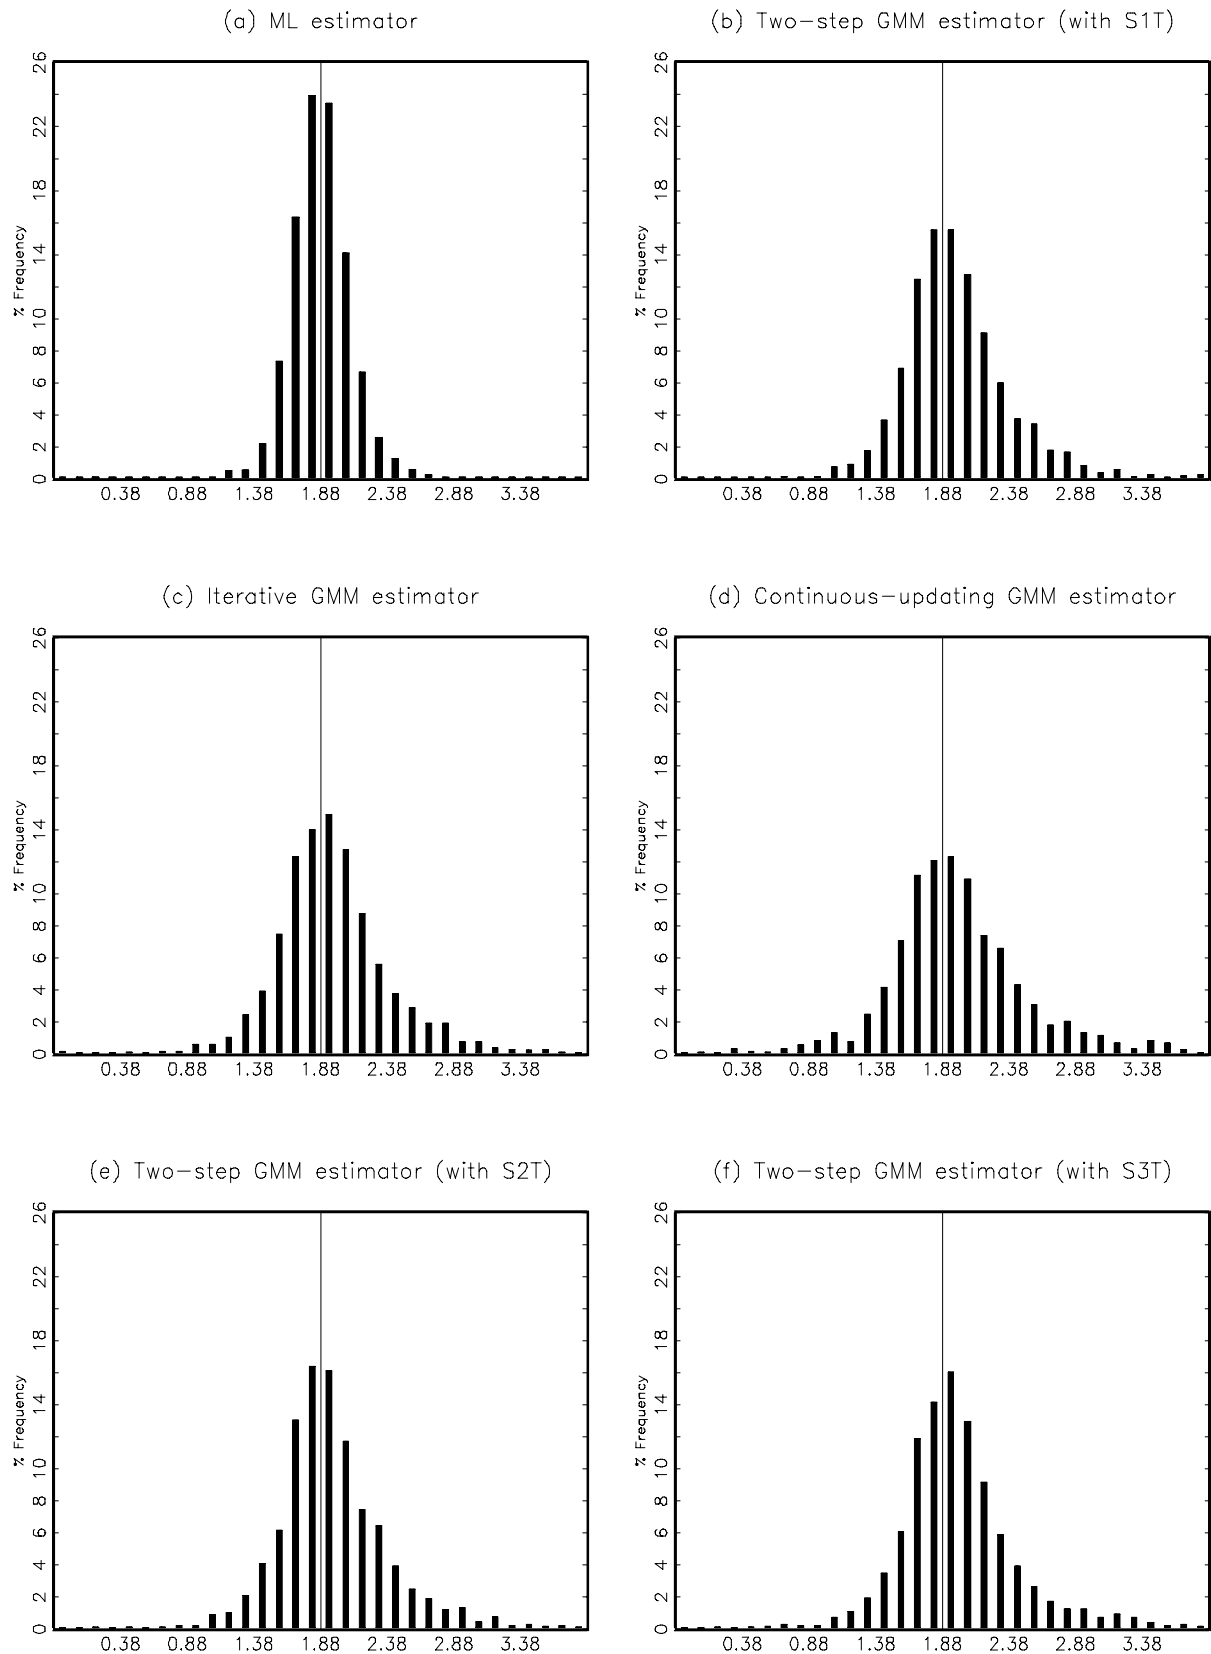 (a) ML estimator
(b) Two-step GMM estimator (with S1T)
% Frequency
0 2 4 6 8 10 14 18 22 26
0.38 0.88 1.38 1.88 2.38 2.88 3.38
% Frequency
0 2 4 6 8 10 14 18 22 26
0.38 0.88 1.38 1.88 2.38 2.88 3.38
(c) Iterative GMM estimator
(d) Continuous-updating GMM estimator
% Frequency
0 2 4 6 8 10 14 18 22 26
0.38 0.88 1.38 1.88 2.38 2.88 3.38
% Frequency
0 2 4 6 8 10 14 18 22 26
0.38 0.88 1.38 1.88 2.38 2.88 3.38
(e) Two-step GMM estimator (with S2T)
(f) Two-step GMM estimator (with S3T)
% Frequency
0 2 4 6 8 10 14 18 22 26
0.38 0.88 1.38 1.88 2.38 2.88 3.38
% Frequency
0 2 4 6 8 10 14 18 22 26
0.38 0.88 1.38 1.88 2.38 2.88 3.38